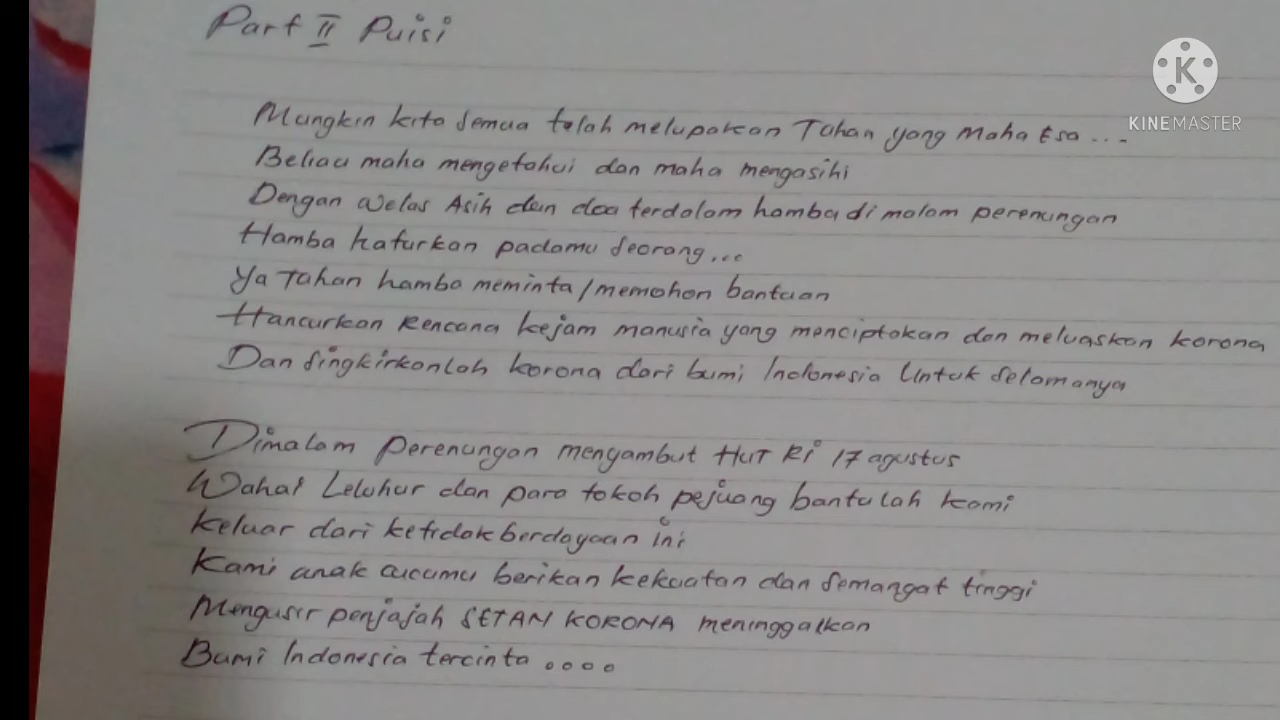 Part II Puisi
KINEMASTER
Mungkin kita semua telah melupakan Tuhan yang Maha Esa ...
Beliau maha mengetahui dan maha mengasihi
Dengan Welas Asih dan doa terdalam hamba di malam perenungan
Hamba haturkan padamu seorang...
Ya Tuhan hamba meminta/memohon bantuan
Hancurkan Rencana kejam manusia yang menciptakan dan meluaskan korona
Dan singkirkanlah korona dari bumi Indonesia Untuk selamanya
Dimalam perenungan menyambut HUT RI 17 agustus
Wahai Leluhur dan para tokoh pejuang bantulah kami
Keluar dari ketidakberdayaan ini
Kami anak cucumu berikan kekuatan dan semangat tinggi
Mengusir penjajah SETAN KORONA meninggalkan
Bumi Indonesia tercinta ....